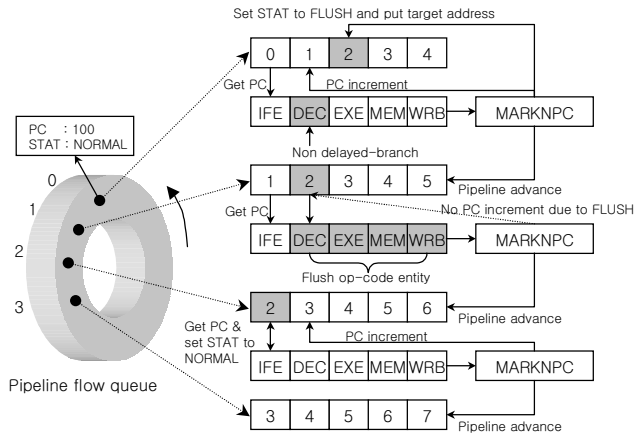 Set STAT to FLUSH and put target address
0 1 2 3 4
Get PC
PC increment
IFE DEC EXE MEM WRB MARKNPC
PC : 100
STAT : NORMAL
Non delayed-branch
0
1
2
3
1 2 3 4 5
Pipeline advance
Get PC
No PC increment due to FLUSH
IFE DEC EXE MEM WRB MARKNPC
Flush op-code entity
2 3 4 5 6
Pipeline advance
Get PC &
set STAT to
NORMAL
PC increment
IFE DEC EXE MEM WRB MARKNPC
Pipeline flow queue
3 4 5 6 7
Pipeline advance